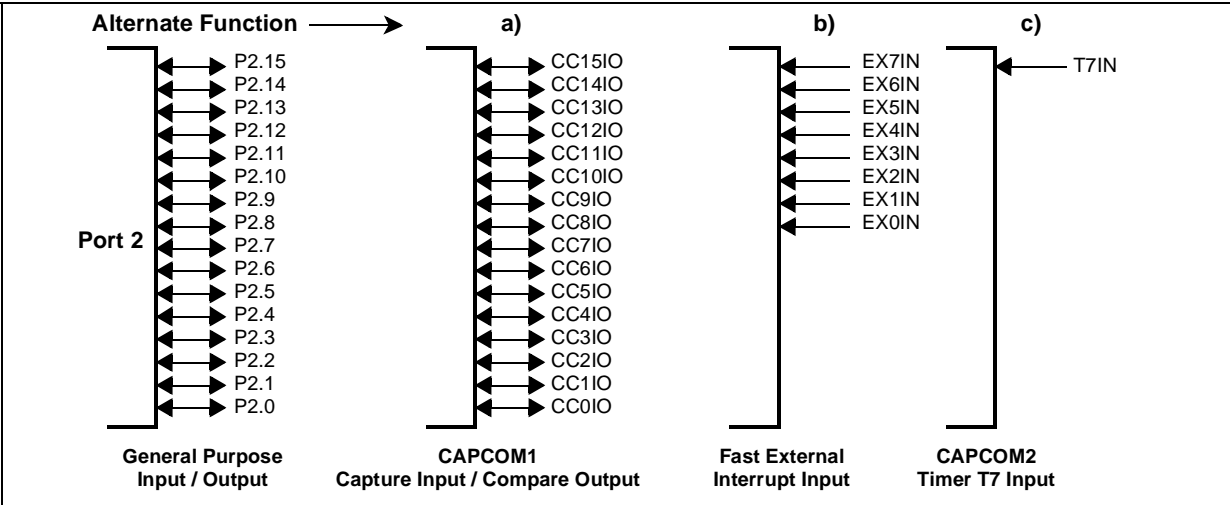 Alternate Function a) b) c)
P2.15 CC15IO EX7IN T7IN
P2.14 CC14IO EX6IN
P2.13 CC13IO EX5IN
P2.12 CC12IO EX4IN
P2.11 CC11IO EX3IN
P2.10 CC10IO EX2IN
P2.9 CC9IO EX1IN
P2.8 CC8IO EX0IN
Port 2
P2.7 CC7IO
P2.6 CC6IO
P2.5 CC5IO
P2.4 CC4IO
P2.3 CC3IO
P2.2 CC2IO
P2.1 CC1IO
P2.0 CC0IO
General Purpose CAPCOM1 Fast External CAPCOM2
Input / Output Capture Input / Compare Output Interrupt Input Timer T7 Input